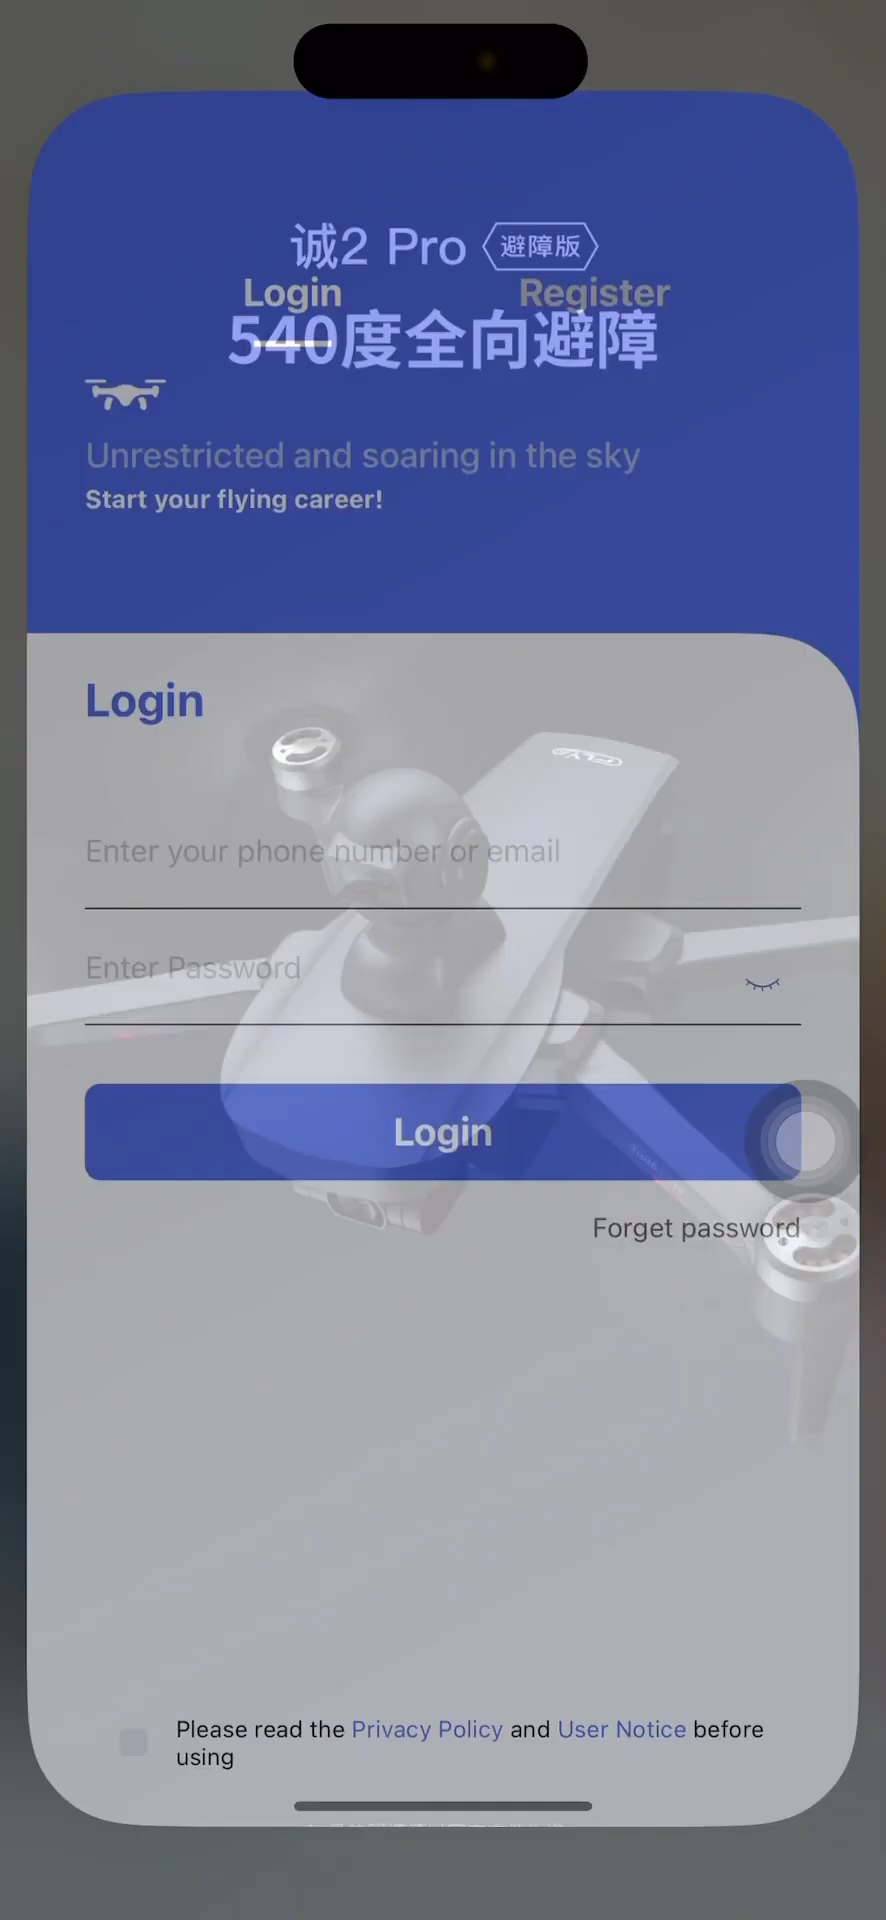 诚2 Pro 避障版
Login Register
540度全向避障
Unrestricted and soaring in the sky
Start your flying career!
Login
Enter your phone number or email
Enter Password
Login
Forget password
Please read the Privacy Policy and User Notice before
using